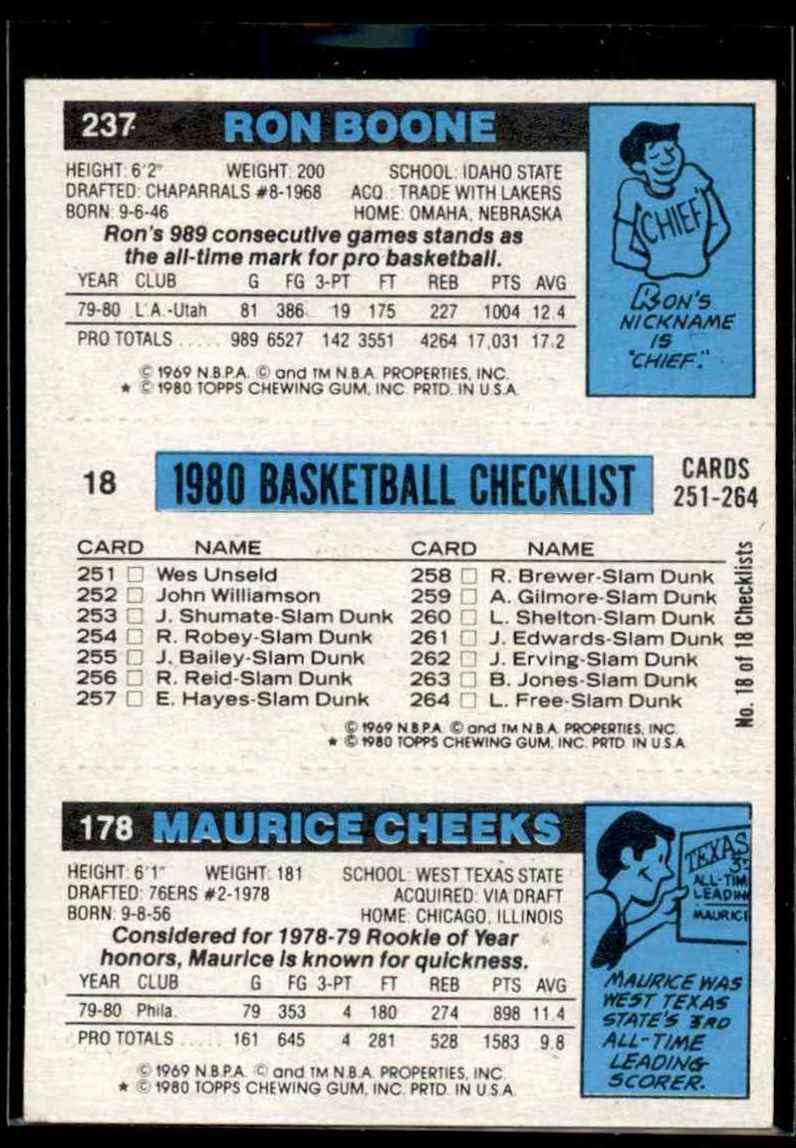 237 RON BOONE
HEIGHT: 6'2" WEIGHT: 200 SCHOOL: IDAHO STATE
DRAFTED: CHAPARRALS #8-1968 ACQ.: TRADE WITH LAKERS
BORN: 9-6-46 HOME: OMAHA, NEBRASKA
Ron's 989 consecutive games stands as
the all-time mark for pro basketball.
YEAR CLUB G FG 3-PT FT REB PTS AVG
79-80 L.A.-Utah 81 386 19 175 227 1004 12.4
PRO TOTALS ..... 989 6527 142 3551 4264 17,031 17.2
© 1969 N.B.P.A. © and TM N.B.A. PROPERTIES, INC.
★ © 1980 TOPPS CHEWING GUM, INC. PRTD. IN U.S.A.
CHIEF
RON'S
NICKNAME
IS
"CHIEF."
18 1980 BASKETBALL CHECKLIST CARDS
251-264
CARD NAME CARD NAME
251 □ Wes Unseld 258 □ R. Brewer-Slam Dunk
252 □ John Williamson 259 □ A. Gilmore-Slam Dunk
253 □ J. Shumate-Slam Dunk 260 □ L. Shelton-Slam Dunk
254 □ R. Robey-Slam Dunk 261 □ J. Edwards-Slam Dunk
255 □ J. Bailey-Slam Dunk 262 □ J. Erving-Slam Dunk
256 □ R. Reid-Slam Dunk 263 □ B. Jones-Slam Dunk
257 □ E. Hayes-Slam Dunk 264 □ L. Free-Slam Dunk
No. 18 of 18 Checklists
© 1969 N.B.P.A. © and TM N.B.A. PROPERTIES, INC.
★ © 1980 TOPPS CHEWING GUM, INC. PRTD. IN U.S.A.
178 MAURICE CHEEKS
HEIGHT: 6'1" WEIGHT: 181 SCHOOL: WEST TEXAS STATE
DRAFTED: 76ERS #2-1978 ACQUIRED: VIA DRAFT
BORN: 9-8-56 HOME: CHICAGO, ILLINOIS
Considered for 1978-79 Rookie of Year
honors, Maurice is known for quickness.
YEAR CLUB G FG 3-PT FT REB PTS AVG
79-80 Phila. 79 353 4 180 274 898 11.4
PRO TOTALS ..... 161 645 4 281 528 1583 9.8
© 1969 N.B.P.A. © and TM N.B.A. PROPERTIES, INC.
★ © 1980 TOPPS CHEWING GUM, INC. PRTD. IN U.S.A.
TEXAS
ALL-TIM
LEADIN
MAURICE
MAURICE WAS
WEST TEXAS
STATE'S 3RD
ALL-TIME
LEADING
SCORER.